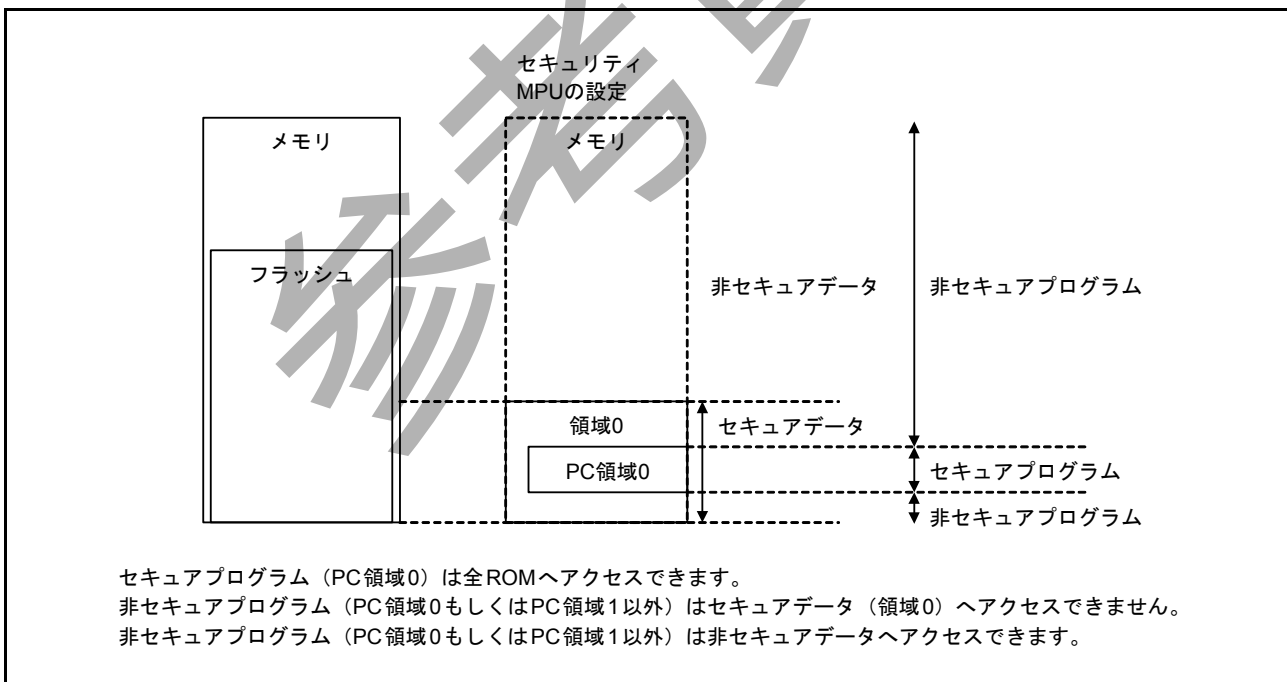 セキュリティ
MPUの設定
メモリ
メモリ
フラッシュ
非セキュアデータ
非セキュアプログラム
領域0
セキュアデータ
PC領域0
セキュアプログラム
非セキュアプログラム
セキュアプログラム（PC領域0）は全ROMへアクセスできます。
非セキュアプログラム（PC領域0もしくはPC領域1以外）はセキュアデータ（領域0）へアクセスできません。
非セキュアプログラム（PC領域0もしくはPC領域1以外）は非セキュアデータへアクセスできます。
参考